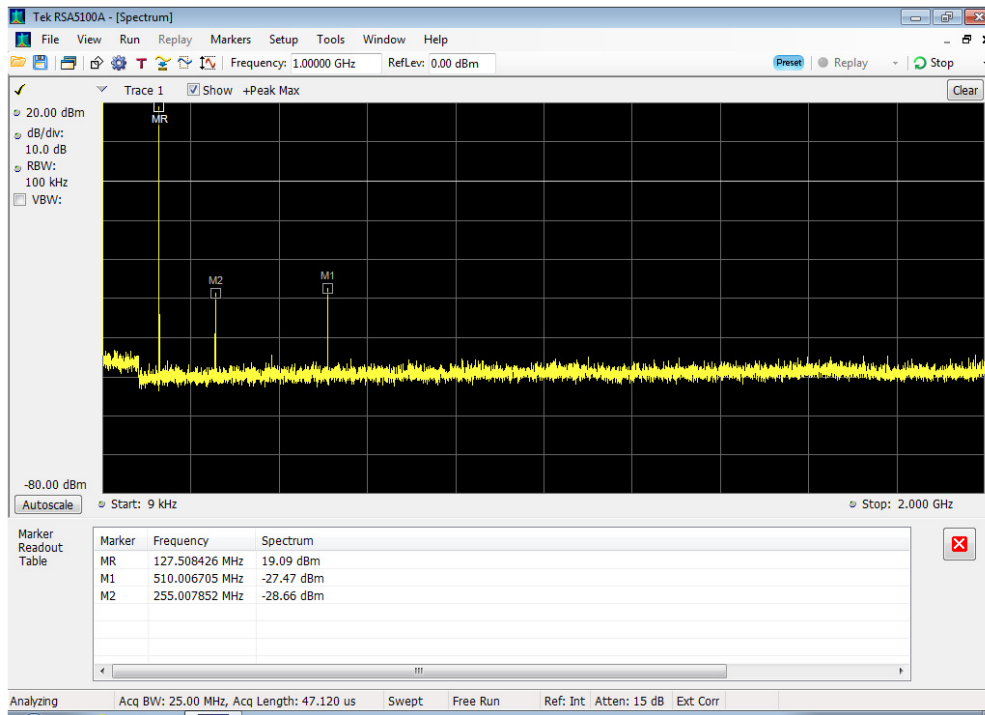 Tek RSA5100A - [Spectrum]
File View Run Replay Markers Setup Tools Window Help
T Frequency: 1.00000 GHz RefLev: 0.00 dBm Preset Replay Stop
Trace 1 Show +Peak Max Clear
20.00 dBm
dB/div:
10.0 dB
RBW:
100 kHz
VBW:
MR
M2
M1
-80.00 dBm
Autoscale Start: 9 kHz Stop: 2.000 GHz
Marker
Readout
Table
Marker Frequency Spectrum
MR 127.508426 MHz 19.09 dBm
M1 510.006705 MHz -27.47 dBm
M2 255.007852 MHz -28.66 dBm
Analyzing Acq BW: 25.00 MHz, Acq Length: 47.120 us Swept Free Run Ref: Int Atten: 15 dB Ext Corr